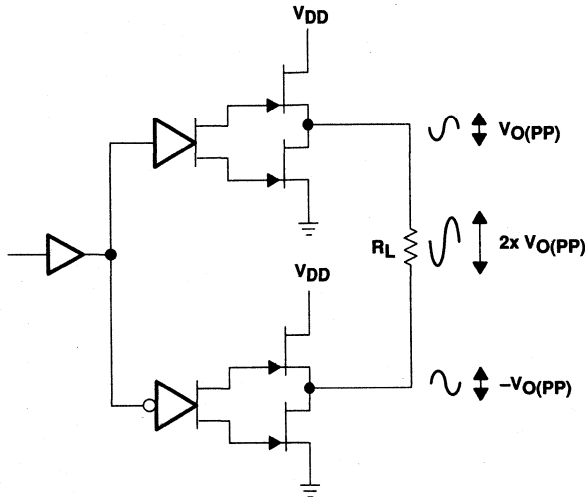 VDD
VO(PP)
RL
2x VO(PP)
VDD
–VO(PP)